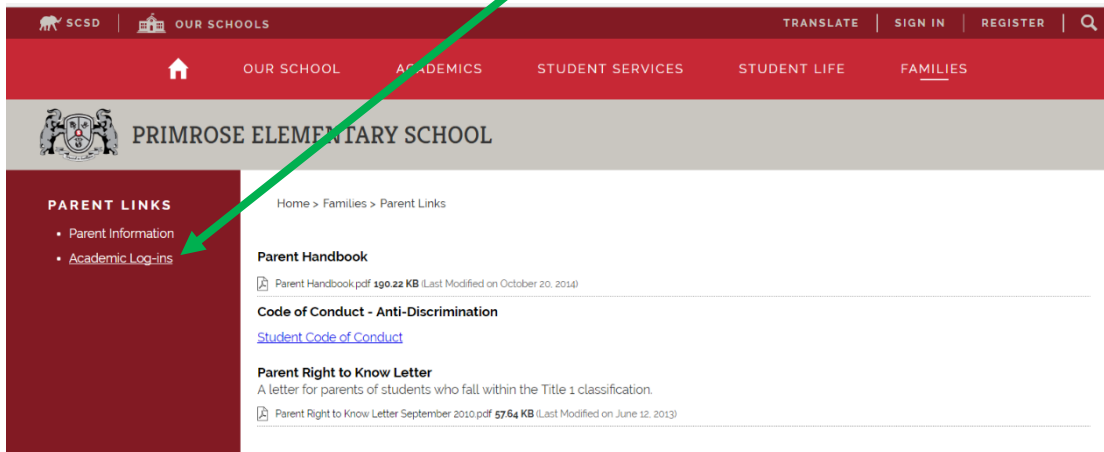 SCSD OUR SCHOOLS TRANSLATE SIGN IN REGISTER
OUR SCHOOL ACADEMICS STUDENT SERVICES STUDENT LIFE FAMILIES
PRIMROSE ELEMENTARY SCHOOL
PARENT LINKS
• Parent Information
• Academic Log-ins
Home > Families > Parent Links
Parent Handbook
Parent Handbook.pdf 190.22 KB (Last Modified on October 20, 2014)
Code of Conduct - Anti-Discrimination
Student Code of Conduct
Parent Right to Know Letter
A letter for parents of students who fall within the Title 1 classification.
Parent Right to Know Letter September 2010.pdf 57.64 KB (Last Modified on June 12, 2013)